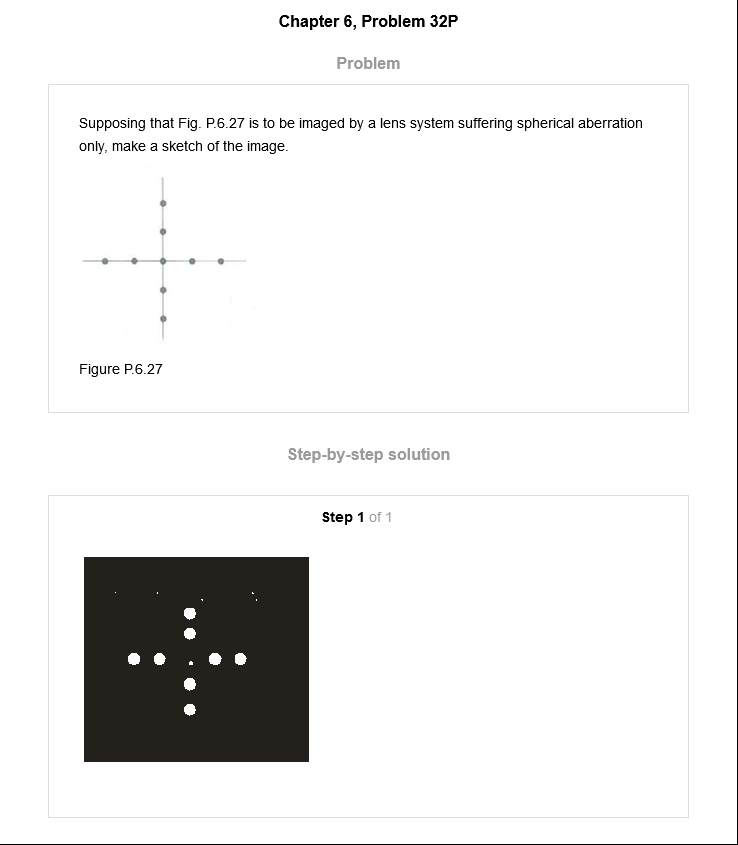 Chapter 6, Problem 32P
Problem
Supposing that Fig. P.6.27 is to be imaged by a lens system suffering spherical aberration
only, make a sketch of the image.
Figure P.6.27
Step-by-step solution
Step 1 of 1